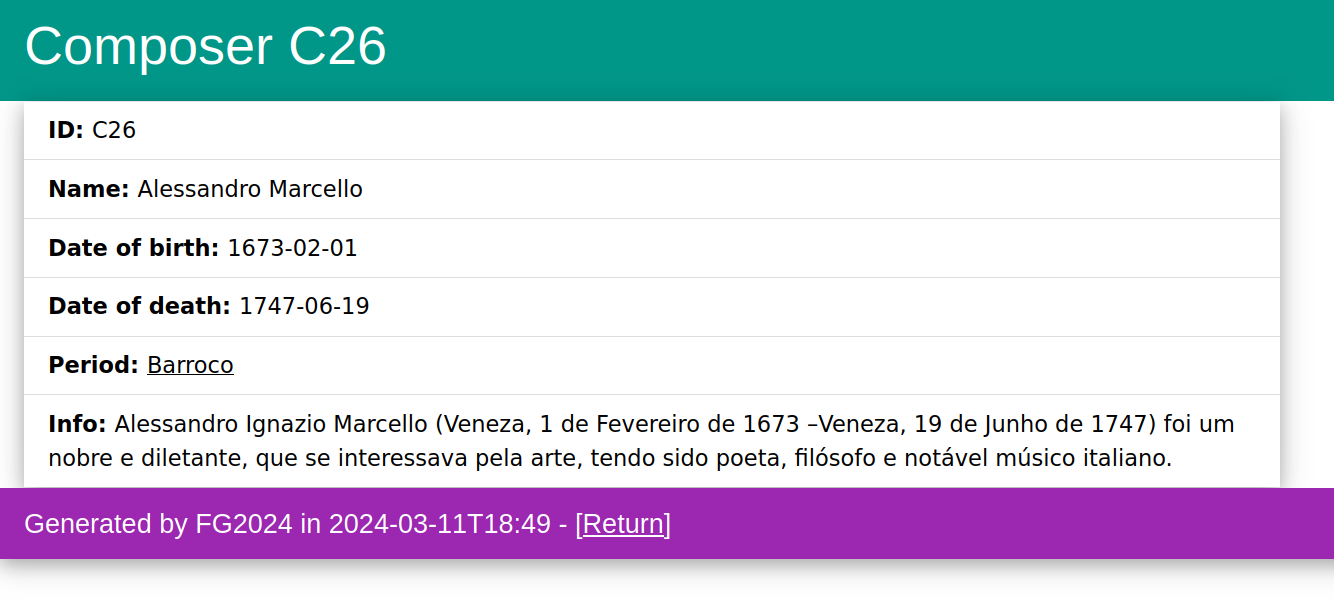 Composer C26
ID: C26
Name: Alessandro Marcello
Date of birth: 1673-02-01
Date of death: 1747-06-19
Period: Barroco
Info: Alessandro Ignazio Marcello (Veneza, 1 de Fevereiro de 1673 –Veneza, 19 de Junho de 1747) foi um
nobre e diletante, que se interessava pela arte, tendo sido poeta, filósofo e notável músico italiano.
Generated by FG2024 in 2024-03-11T18:49 - [Return]